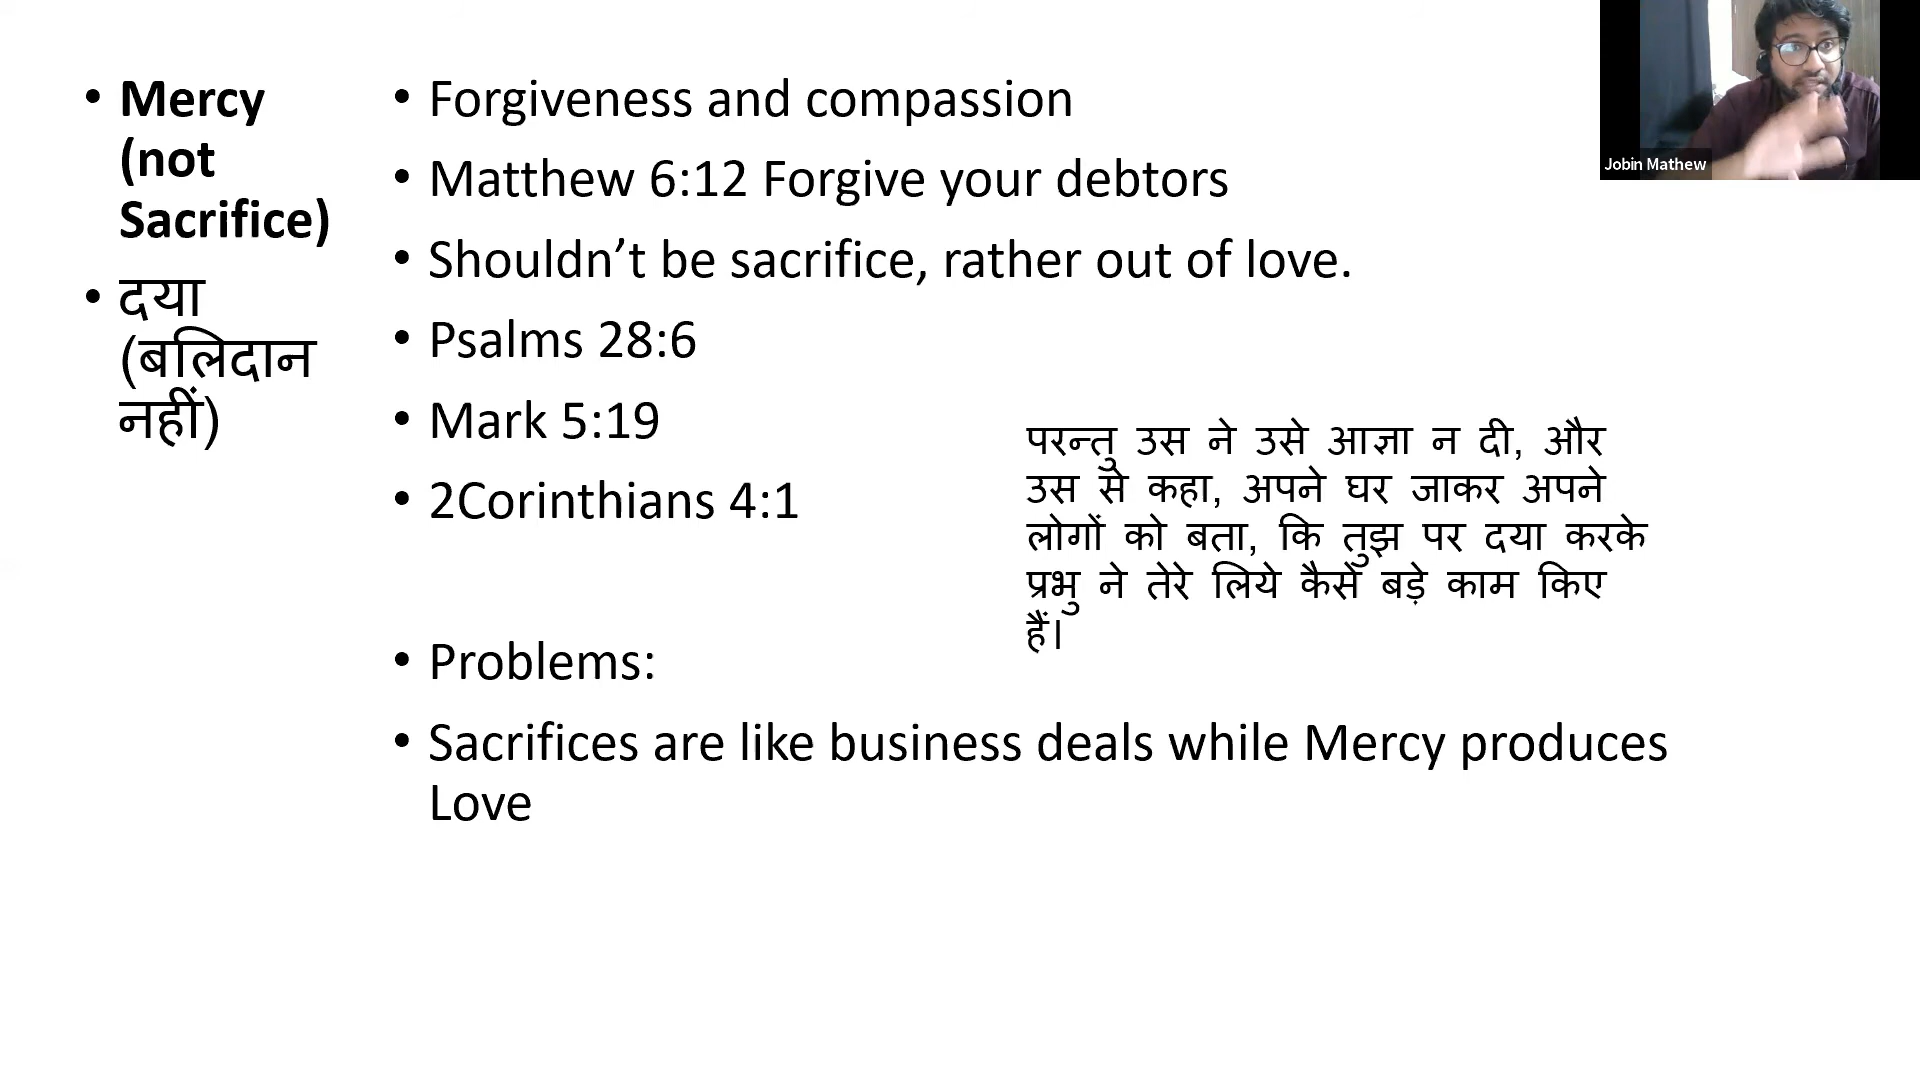 • Mercy
(not
Sacrifice)
• दया
(बलिदान
नहीं)
• Forgiveness and compassion
• Matthew 6:12 Forgive your debtors
• Shouldn’t be sacrifice, rather out of love.
• Psalms 28:6
• Mark 5:19
• 2Corinthians 4:1
परन्तु उस ने उसे आज्ञा न दी, और
उस से कहा, अपने घर जाकर अपने
लोगों को बता, कि तुझ पर दया करके
प्रभु ने तेरे लिये कैसे बड़े काम किए
हैं।
• Problems:
• Sacrifices are like business deals while Mercy produces
Love
Jobin Mathew